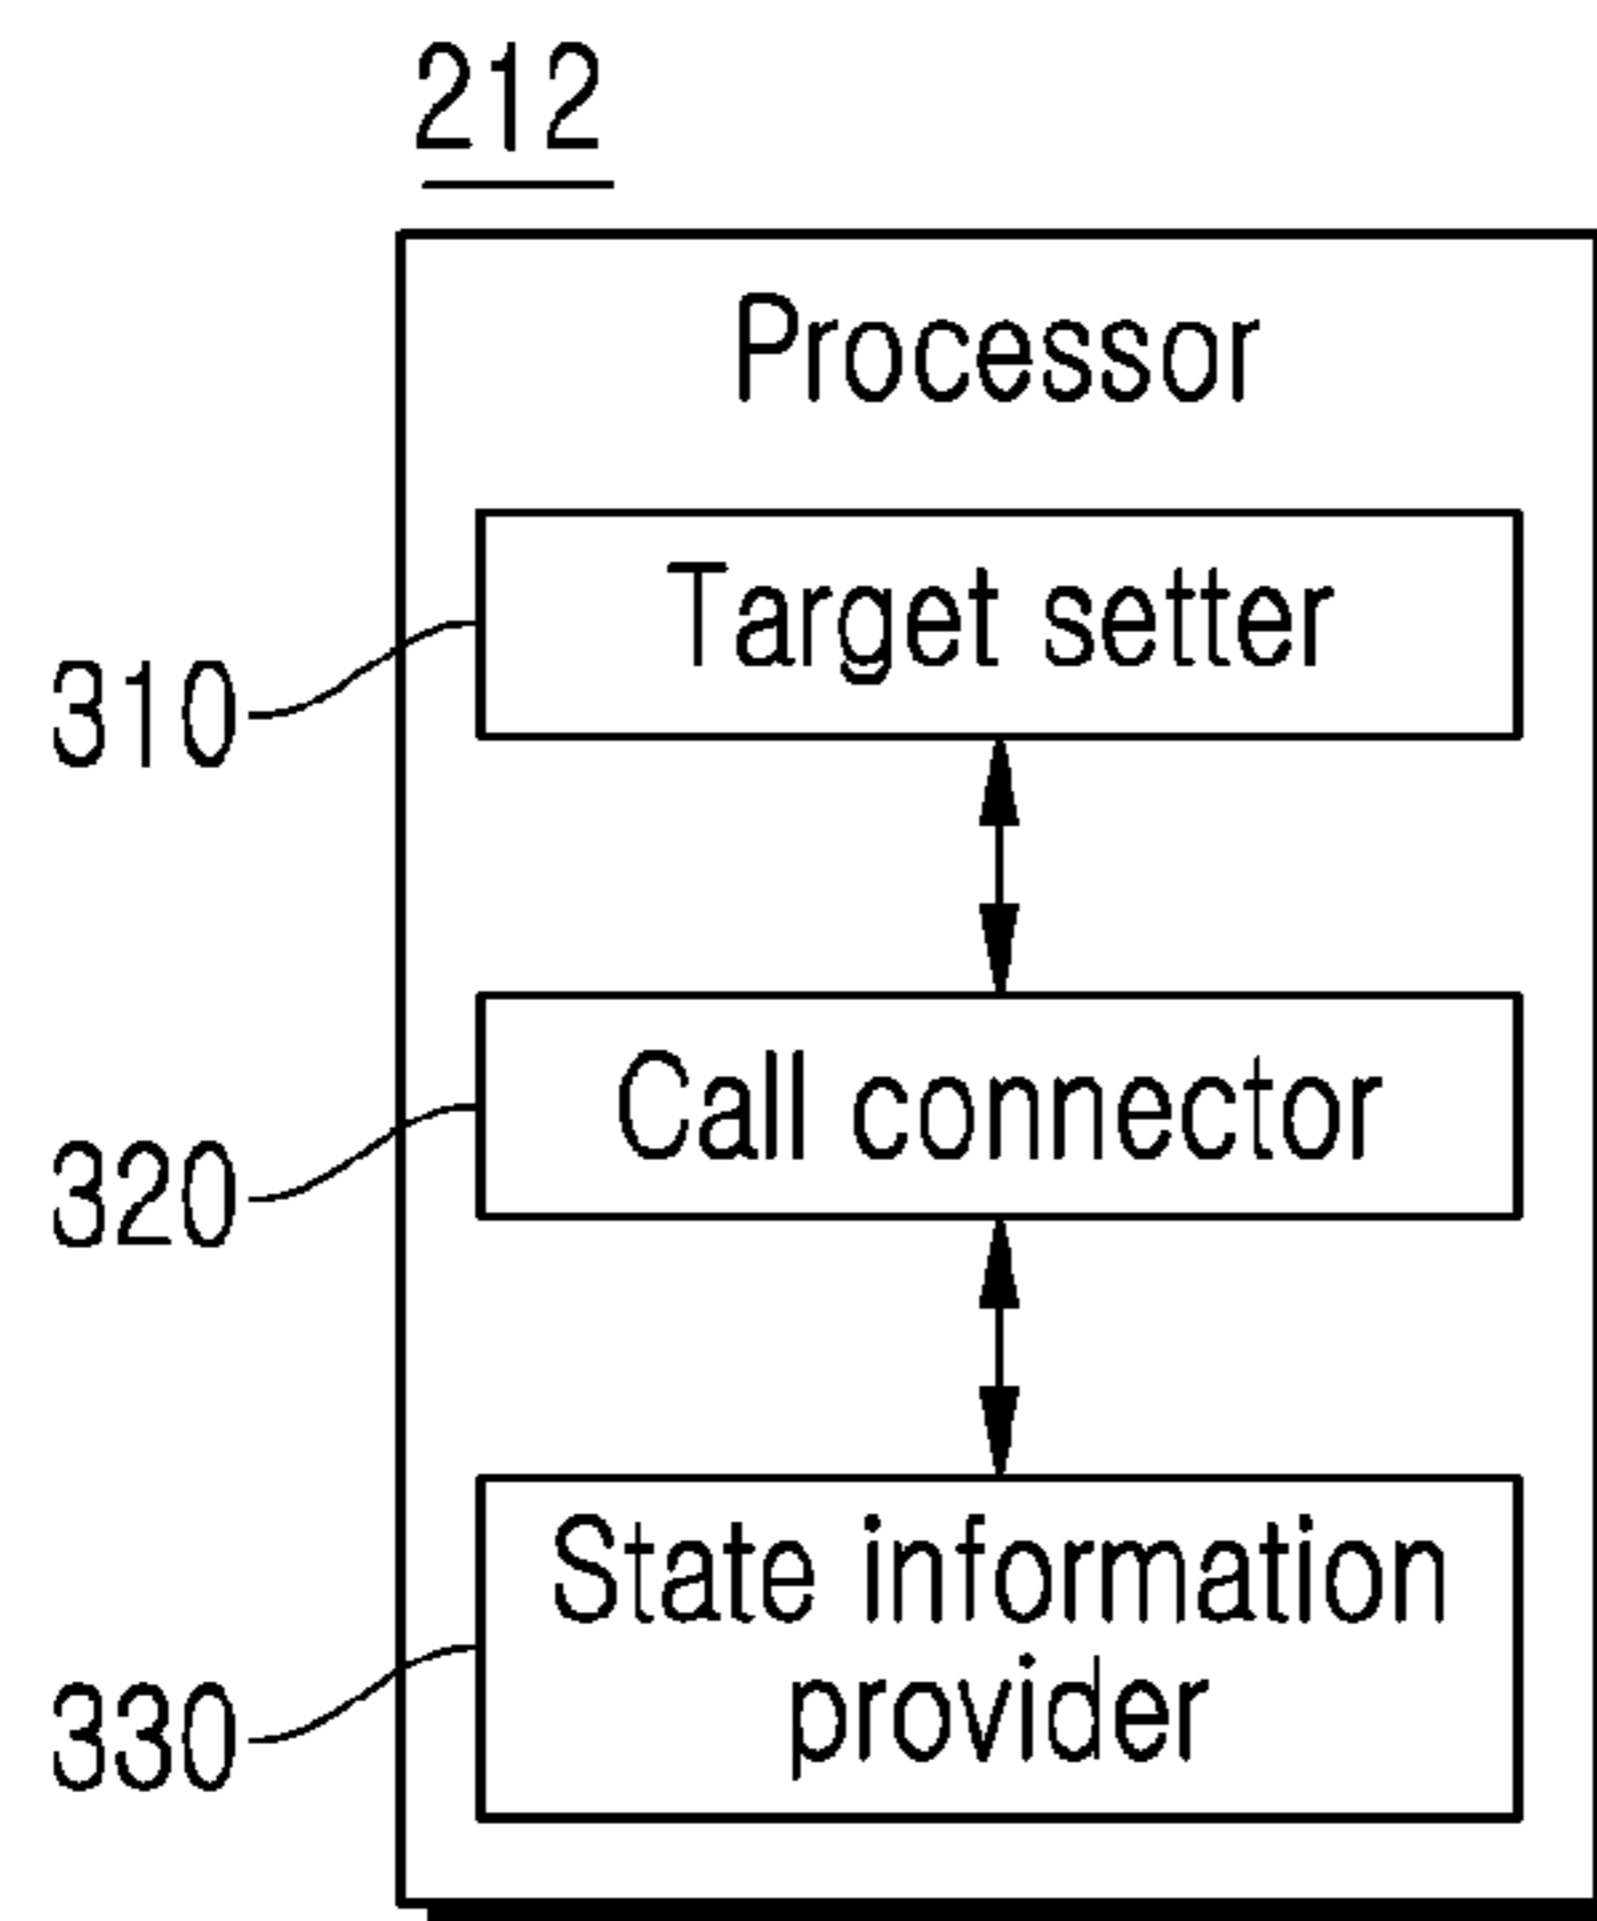 212
Processor
Target setter
310
Call connector
320
State information
provider
330